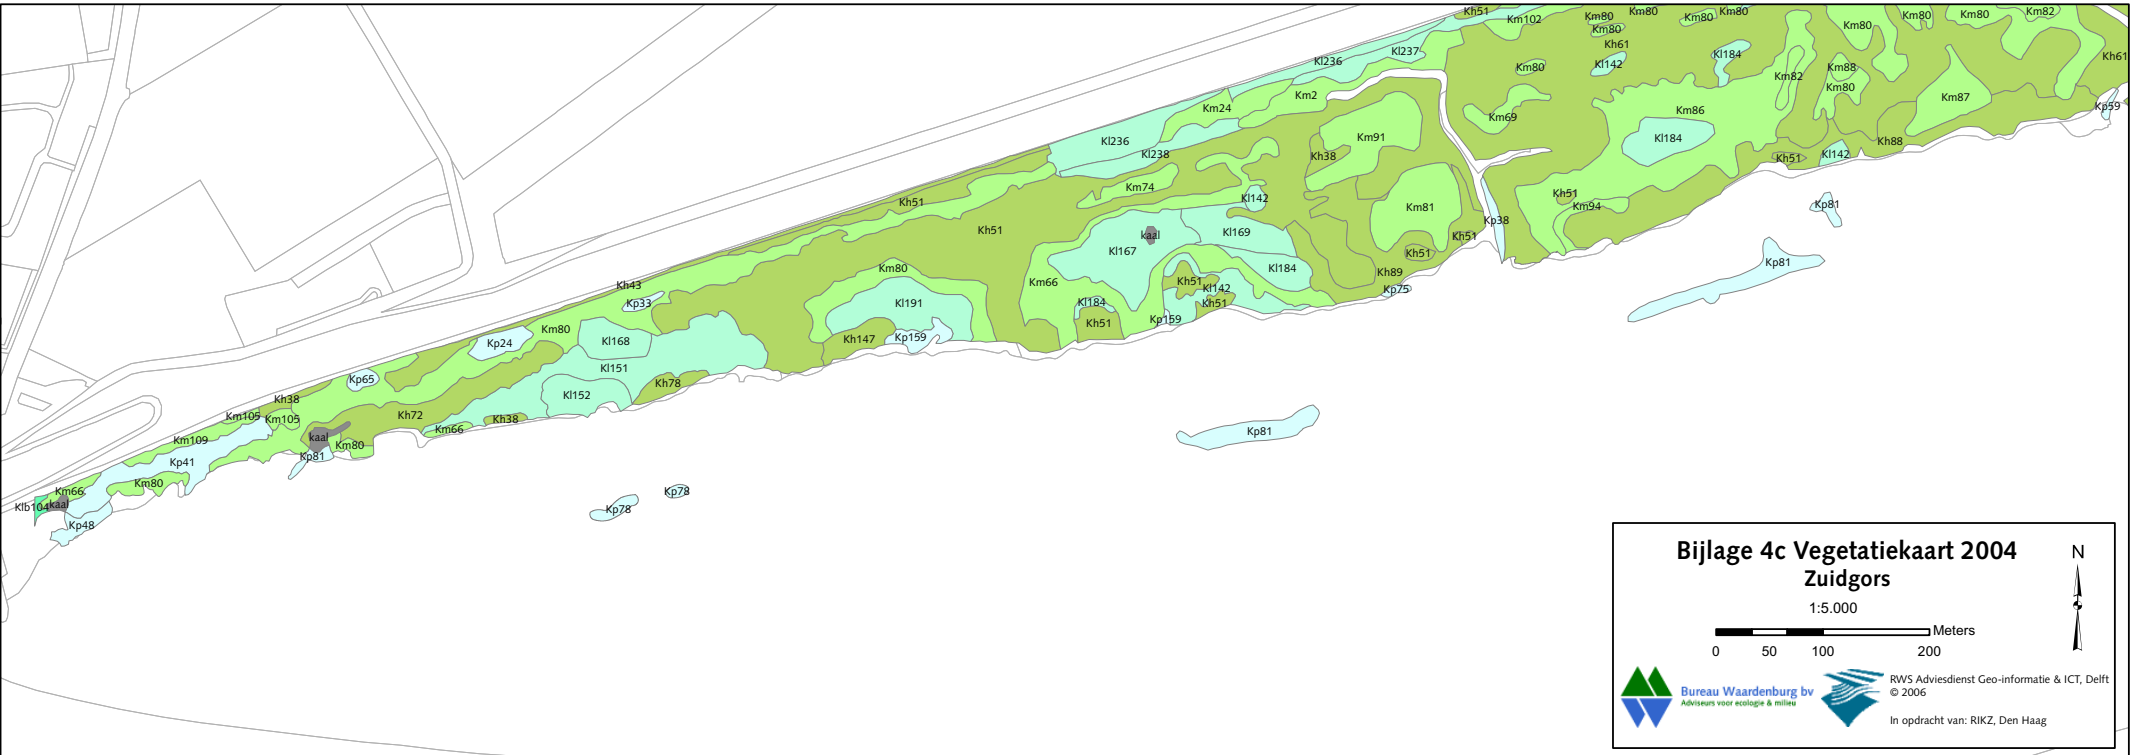 Kh51
Km102
Km80
Km80
Km80
Km80
Km80
Km80
Km80
Km80
Km82
Kl237
Kh61
Kl236
Kl142
Kl184
Kh61
Km80
Km82
Km88
Km80
Km24
Km2
Km69
Km86
Km87
Kp59
Kl236
Kl238
Km91
Kh38
Kl184
Kh88
Kh51
Kl142
Km74
Kh51
Kl142
Km81
Kh51
Km94
Kp81
Kp38
Kh51
kaal
Kl169
Kh51
Kl167
Kh51
Kp81
Km80
Kl184
Kh89
Kh43
Km66
Kh51
Kl142
Kp75
Kp33
Kl191
Kl184
Kh51
Kp159
Kh51
Km80
Kl168
Kh147
Kp159
Kp24
Kl151
Kp65
Kh78
Kl152
Kh38
Kh72
Km105
Km105
Kh38
Km66
Kp81
Km109
kaal
Km80
Kp81
Kp41
Km80
Km66
Kp78
Kp78
Klb104
kaal
Kp48
Bijlage 4c Vegetatiekaart 2004
Zuidgors
N
1:5.000
Meters
0 50 100 200
Bureau Waardenburg bv
Adviseurs voor ecologie & milieu
RWS Adviesdienst Geo-informatie & ICT, Delft
© 2006
In opdracht van: RIKZ, Den Haag